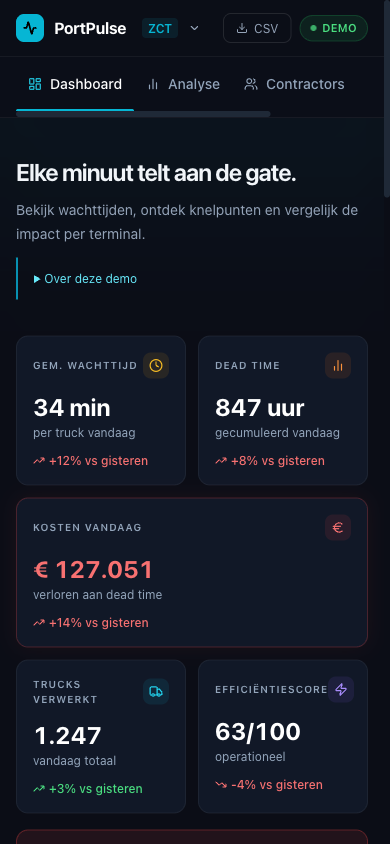 PortPulse
ZCT
CSV
DEMO
Dashboard
Analyse
Contractors
Elke minuut telt aan de gate.
Bekijk wachttijden, ontdek knelpunten en vergelijk de
impact per terminal.
Over deze demo
GEM. WACHTTIJD
34 min
per truck vandaag
+12% vs gisteren
DEAD TIME
847 uur
gecumuleerd vandaag
+8% vs gisteren
KOSTEN VANDAAG
€ 127.051
verloren aan dead time
+14% vs gisteren
TRUCKS
VERWERKT
1.247
vandaag totaal
+3% vs gisteren
EFFICIËNTIESCORE
63/100
operationeel
-4% vs gisteren